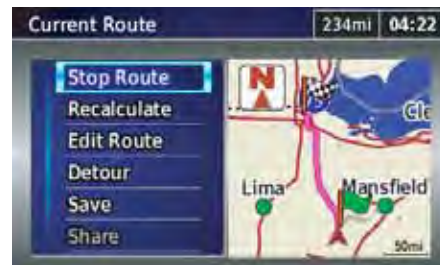 Current Route 234mi 04:22
Stop Route
Recalculate
Edit Route
Detour
Save
Share
N
Cle
Lima
Mansfield
50mi